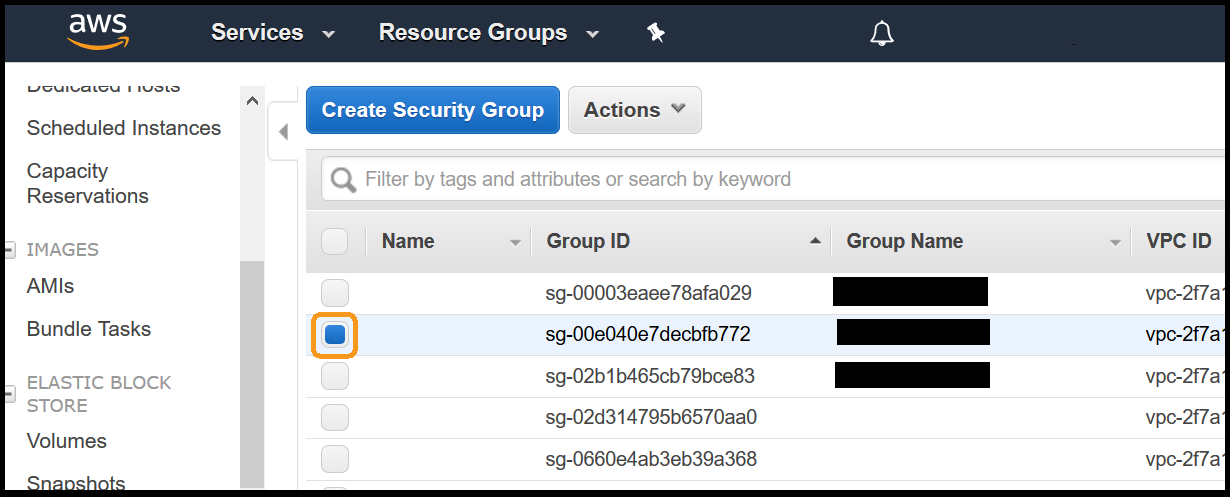 aws Services Resource Groups
Dedicated Hosts
Scheduled Instances
Capacity
Reservations
IMAGES
AMIs
Bundle Tasks
ELASTIC BLOCK
STORE
Volumes
Snapshots
Create Security Group Actions
Filter by tags and attributes or search by keyword
Name Group ID Group Name VPC ID
sg-00003eaee78afa029 vpc-2f7a1
sg-00e040e7decbfb772 vpc-2f7a1
sg-02b1b465cb79bce83 vpc-2f7a1
sg-02d314795b6570aa0 vpc-2f7a1
sg-0660e4ab3eb39a368 vpc-2f7a1